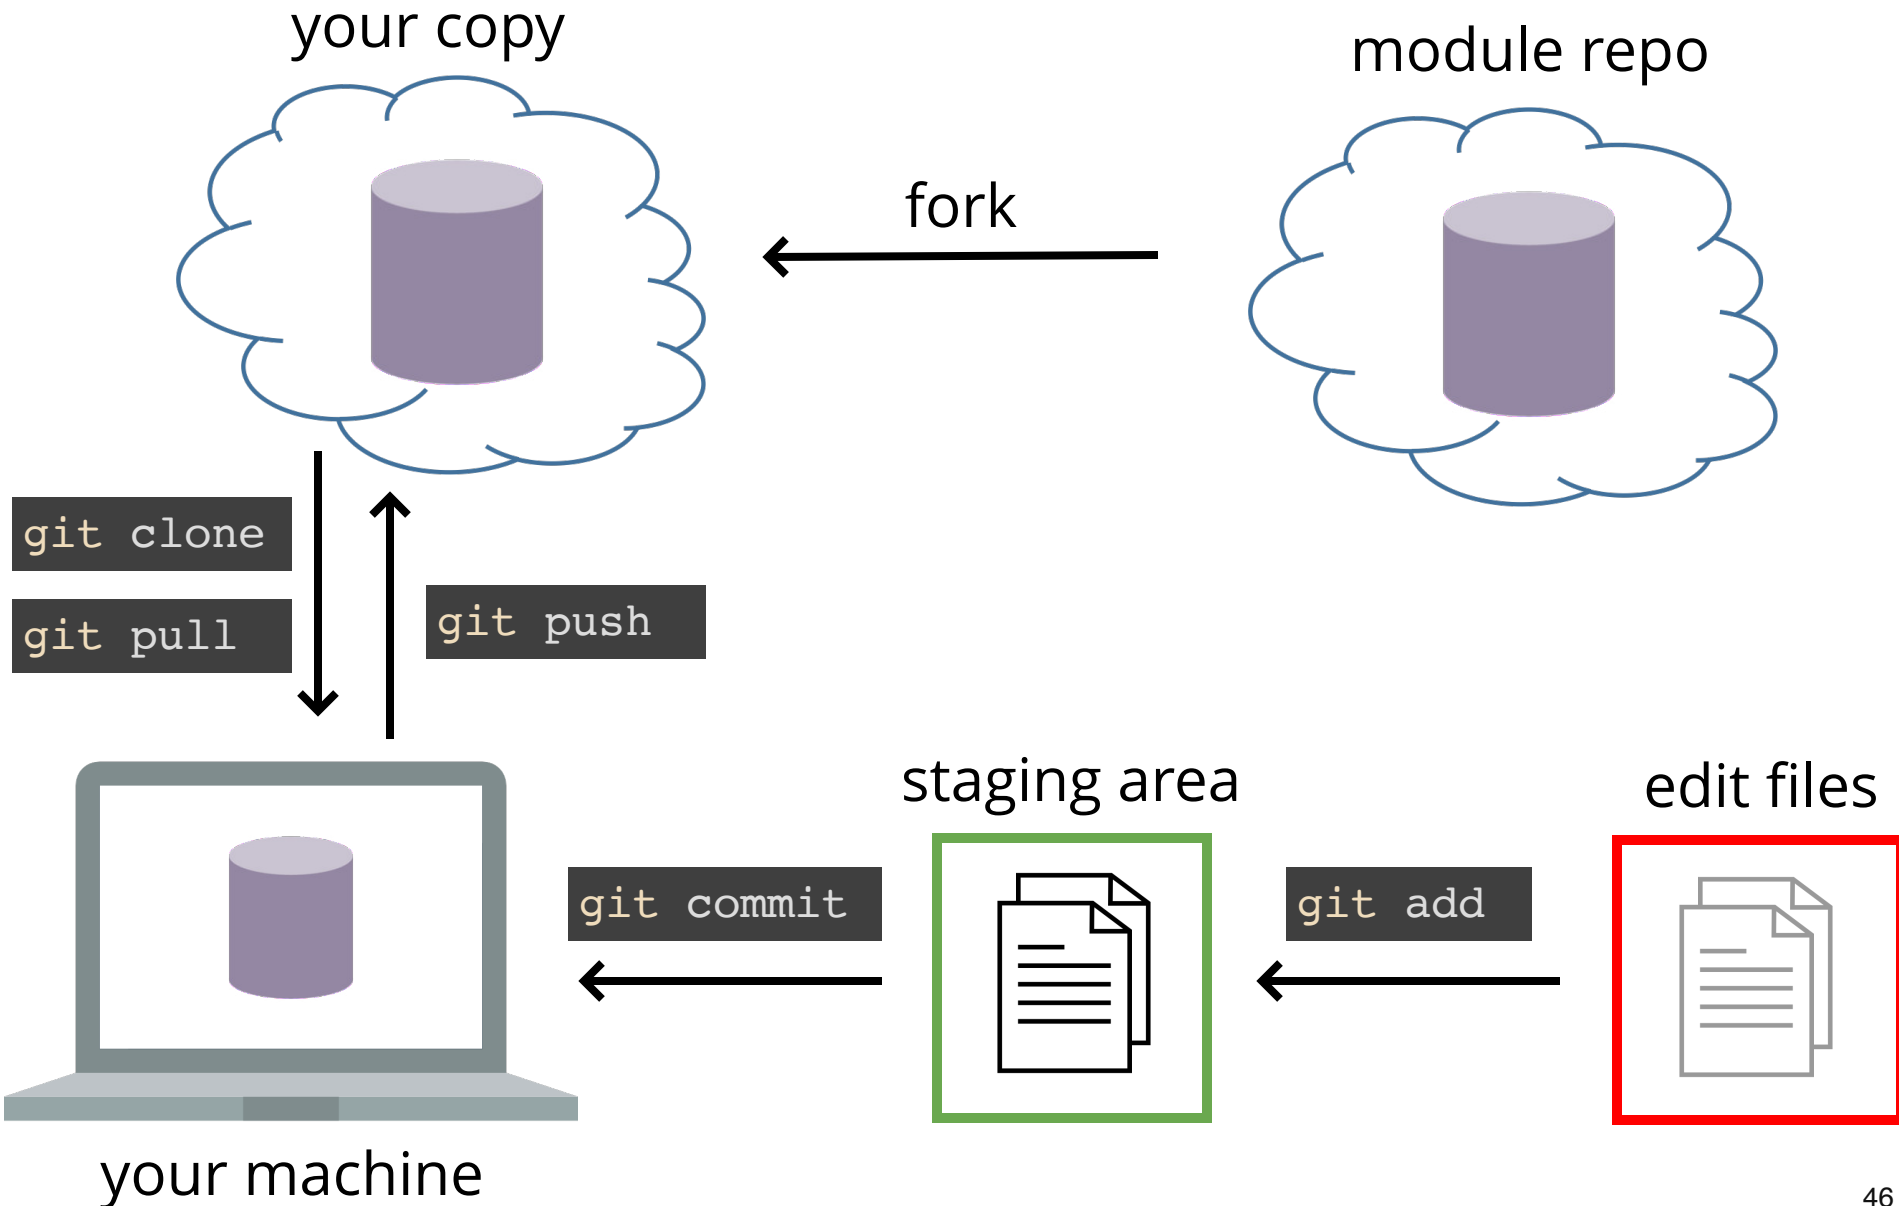 your copy
module repo
fork
git clone
git pull
git push
staging area
edit files
git commit
git add
your machine
46